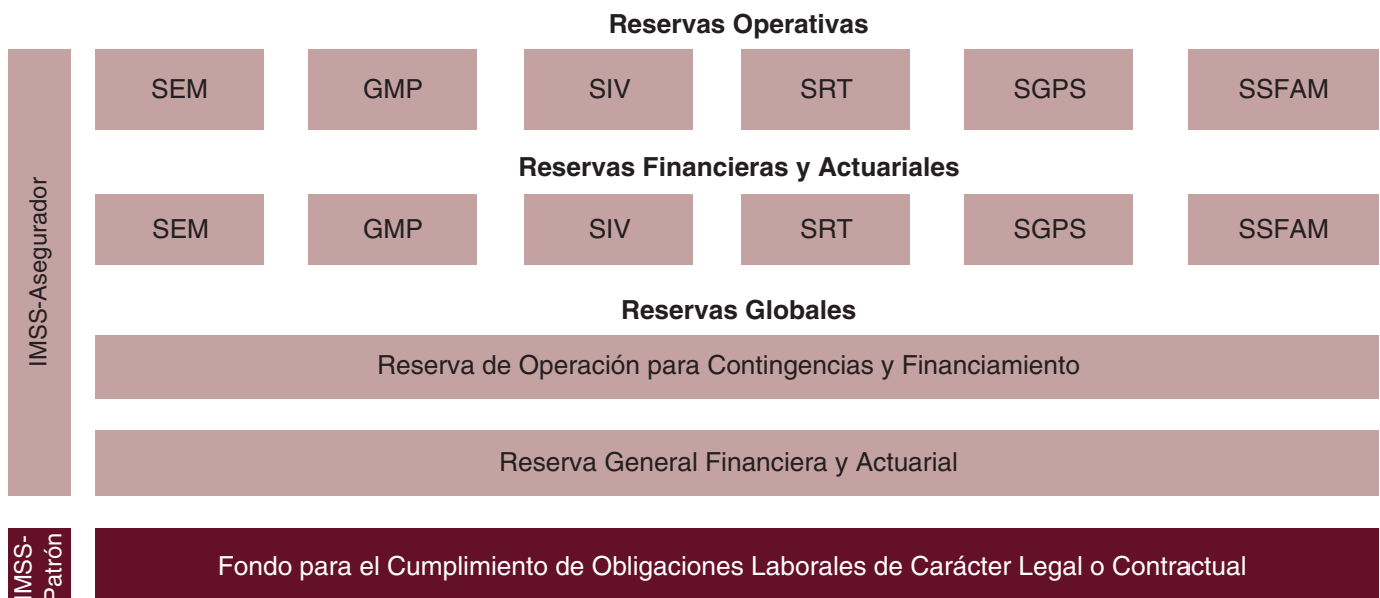 Reservas Operativas
IMSS-Asegurador
SEM GMP SIV SRT SGPS SSFAM
Reservas Financieras y Actuariales
SEM GMP SIV SRT SGPS SSFAM
Reservas Globales
Reserva de Operación para Contingencias y Financiamiento
Reserva General Financiera y Actuarial
IMSS-
Patrón
Fondo para el Cumplimiento de Obligaciones Laborales de Carácter Legal o Contractual